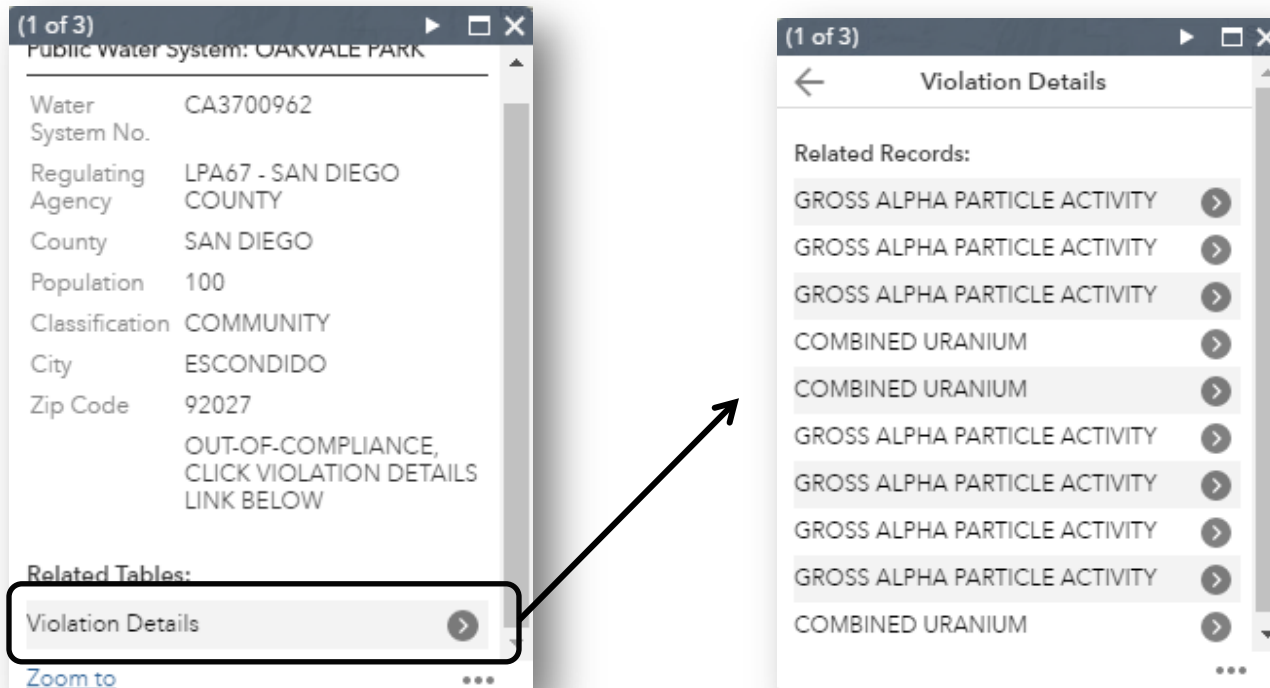 (1 of 3)
Public Water System: OAKVALE PARK
Water System No. CA3700962
Regulating Agency LPA67 - SAN DIEGO COUNTY
County SAN DIEGO
Population 100
Classification COMMUNITY
City ESCONDIDO
Zip Code 92027
OUT-OF-COMPLIANCE,
CLICK VIOLATION DETAILS
LINK BELOW
Related Tables:
Violation Details
Zoom to
(1 of 3)
Violation Details
Related Records:
GROSS ALPHA PARTICLE ACTIVITY
GROSS ALPHA PARTICLE ACTIVITY
GROSS ALPHA PARTICLE ACTIVITY
COMBINED URANIUM
COMBINED URANIUM
GROSS ALPHA PARTICLE ACTIVITY
GROSS ALPHA PARTICLE ACTIVITY
GROSS ALPHA PARTICLE ACTIVITY
GROSS ALPHA PARTICLE ACTIVITY
COMBINED URANIUM